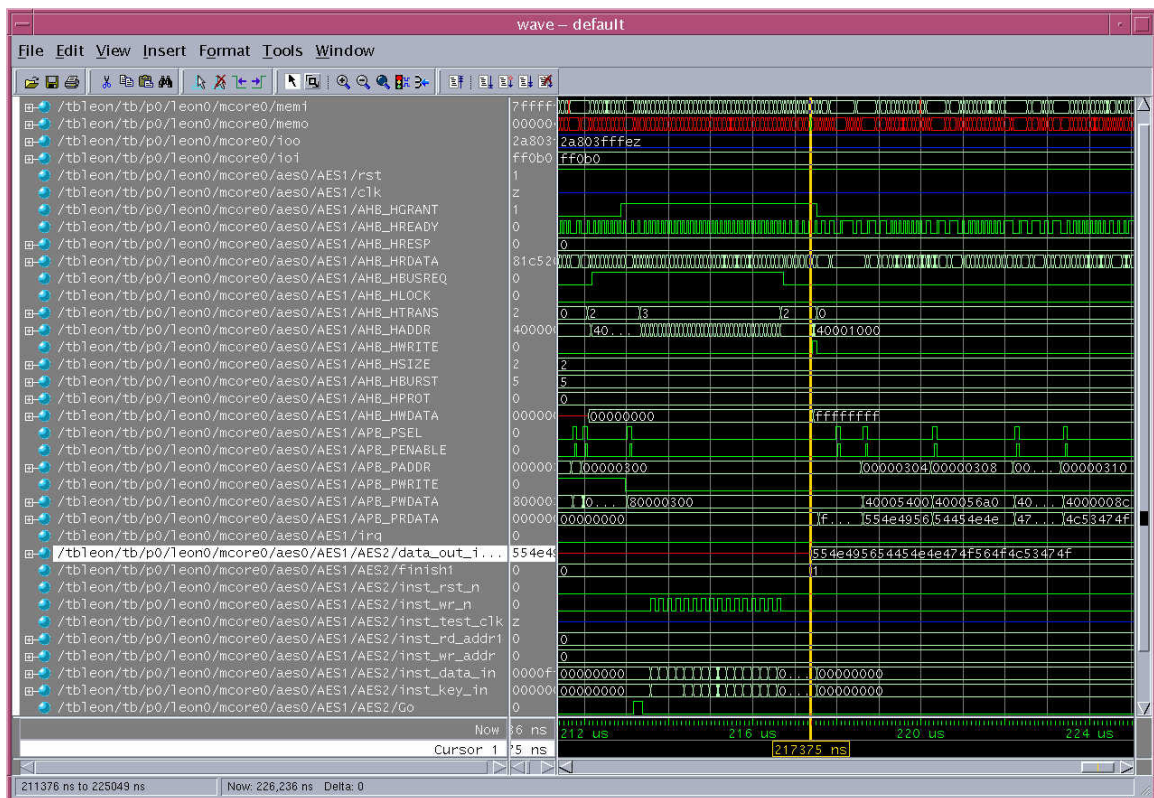 wave – default
File Edit View Insert Format Tools Window
/tbleon/tb/p0/leon0/mcore0/memi 7ffff
/tbleon/tb/p0/leon0/mcore0/memo 00000
/tbleon/tb/p0/leon0/mcore0/ioo 2a803 2a803fffez
/tbleon/tb/p0/leon0/mcore0/ioi ff0b0 ff0b0
/tbleon/tb/p0/leon0/mcore0/aes0/AES1/rst 1
/tbleon/tb/p0/leon0/mcore0/aes0/AES1/clk z
/tbleon/tb/p0/leon0/mcore0/aes0/AES1/AHB_HGRANT 1
/tbleon/tb/p0/leon0/mcore0/aes0/AES1/AHB_HREADY 0
/tbleon/tb/p0/leon0/mcore0/aes0/AES1/AHB_HRESP 0 0
/tbleon/tb/p0/leon0/mcore0/aes0/AES1/AHB_HRDATA 81c52
/tbleon/tb/p0/leon0/mcore0/aes0/AES1/AHB_HBUSREQ 0
/tbleon/tb/p0/leon0/mcore0/aes0/AES1/AHB_HLOCK 0
/tbleon/tb/p0/leon0/mcore0/aes0/AES1/AHB_HTRANS 2 0 2 3 2 0
/tbleon/tb/p0/leon0/mcore0/aes0/AES1/AHB_HADDR 40000 40... 40001000
/tbleon/tb/p0/leon0/mcore0/aes0/AES1/AHB_HWRITE 0
/tbleon/tb/p0/leon0/mcore0/aes0/AES1/AHB_HSIZE 2 2
/tbleon/tb/p0/leon0/mcore0/aes0/AES1/AHB_HBURST 5 5
/tbleon/tb/p0/leon0/mcore0/aes0/AES1/AHB_HPROT 0 0
/tbleon/tb/p0/leon0/mcore0/aes0/AES1/AHB_HWDATA 00000 00000000 ffffffff
/tbleon/tb/p0/leon0/mcore0/aes0/AES1/APB_PSEL 0
/tbleon/tb/p0/leon0/mcore0/aes0/AES1/APB_PENABLE 0
/tbleon/tb/p0/leon0/mcore0/aes0/AES1/APB_PADDR 00000 00000300 00000304 00000308 00... 00000310
/tbleon/tb/p0/leon0/mcore0/aes0/AES1/APB_PWRITE 0
/tbleon/tb/p0/leon0/mcore0/aes0/AES1/APB_PWDATA 80000 0... 80000300 40005400 400056a0 40... 4000008c
/tbleon/tb/p0/leon0/mcore0/aes0/AES1/APB_PRDATA 00000 00000000 f... 554e4956 54454e4e 47... 4c53474f
/tbleon/tb/p0/leon0/mcore0/aes0/AES1/irq 0
/tbleon/tb/p0/leon0/mcore0/aes0/AES1/AES2/data_out_i... 554e49 554e495654454e4e474f564f4c53474f
/tbleon/tb/p0/leon0/mcore0/aes0/AES1/AES2/finish1 0 0 1
/tbleon/tb/p0/leon0/mcore0/aes0/AES1/AES2/inst_rst_n 0
/tbleon/tb/p0/leon0/mcore0/aes0/AES1/AES2/inst_wr_n 0
/tbleon/tb/p0/leon0/mcore0/aes0/AES1/AES2/inst_test_clk z
/tbleon/tb/p0/leon0/mcore0/aes0/AES1/AES2/inst_rd_addr1 0 0
/tbleon/tb/p0/leon0/mcore0/aes0/AES1/AES2/inst_wr_addr 0 0
/tbleon/tb/p0/leon0/mcore0/aes0/AES1/AES2/inst_data_in 0000f 00000000 0... 00000000
/tbleon/tb/p0/leon0/mcore0/aes0/AES1/AES2/inst_key_in 00000 00000000 0... 00000000
/tbleon/tb/p0/leon0/mcore0/aes0/AES1/AES2/Go 0
Now 36 ns 212 us 216 us 220 us 224 us
Cursor 1 75 ns 217375 ns
211376 ns to 225049 ns Now: 226,236 ns Delta: 0